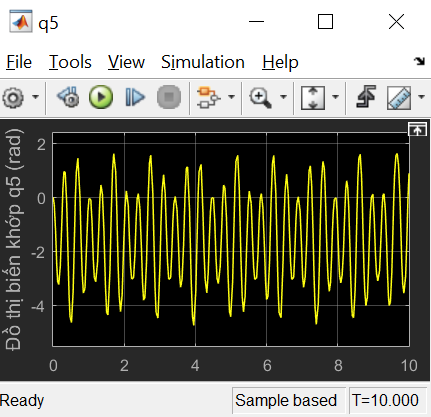 q5
File Tools View Simulation Help
Đồ thị biến khớp q5 (rad)
2
0
-2
-4
0 2 4 6 8 10
Ready Sample based T=10.000